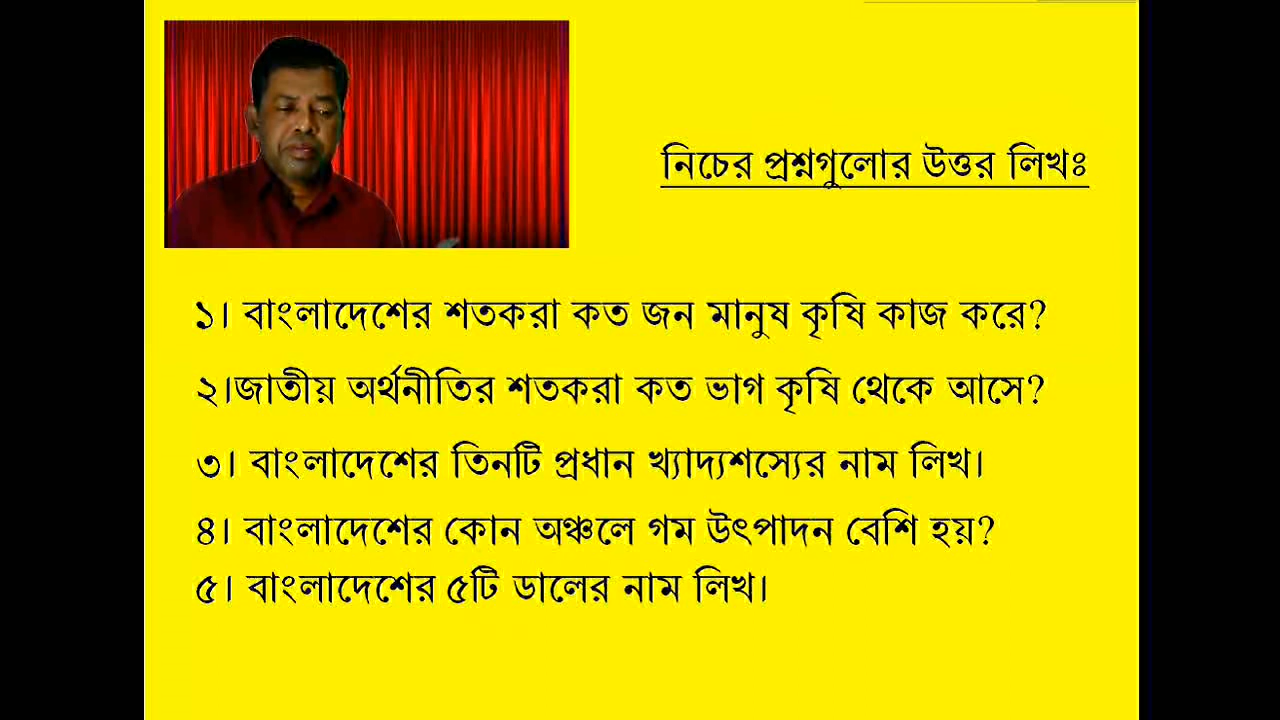 নিচের প্রশ্নগুলোর উত্তর লিখঃ
১। বাংলাদেশের শতকরা কত জন মানুষ কৃষি কাজ করে?
২।জাতীয় অর্থনীতির শতকরা কত ভাগ কৃষি থেকে আসে?
৩। বাংলাদেশের তিনটি প্রধান খ্যাদ্যশস্যের নাম লিখ।
৪। বাংলাদেশের কোন অঞ্চলে গম উৎপাদন বেশি হয়?
৫। বাংলাদেশের ৫টি ডালের নাম লিখ।